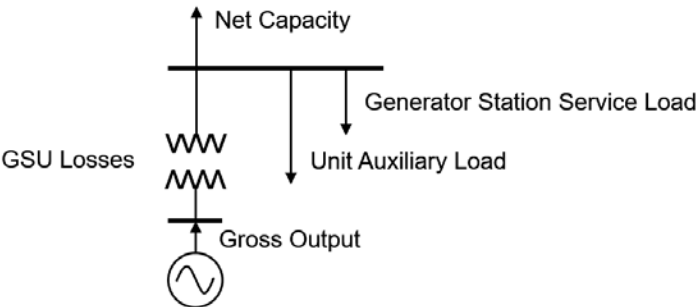 Net Capacity
Generator Station Service Load
GSU Losses
Unit Auxiliary Load
Gross Output